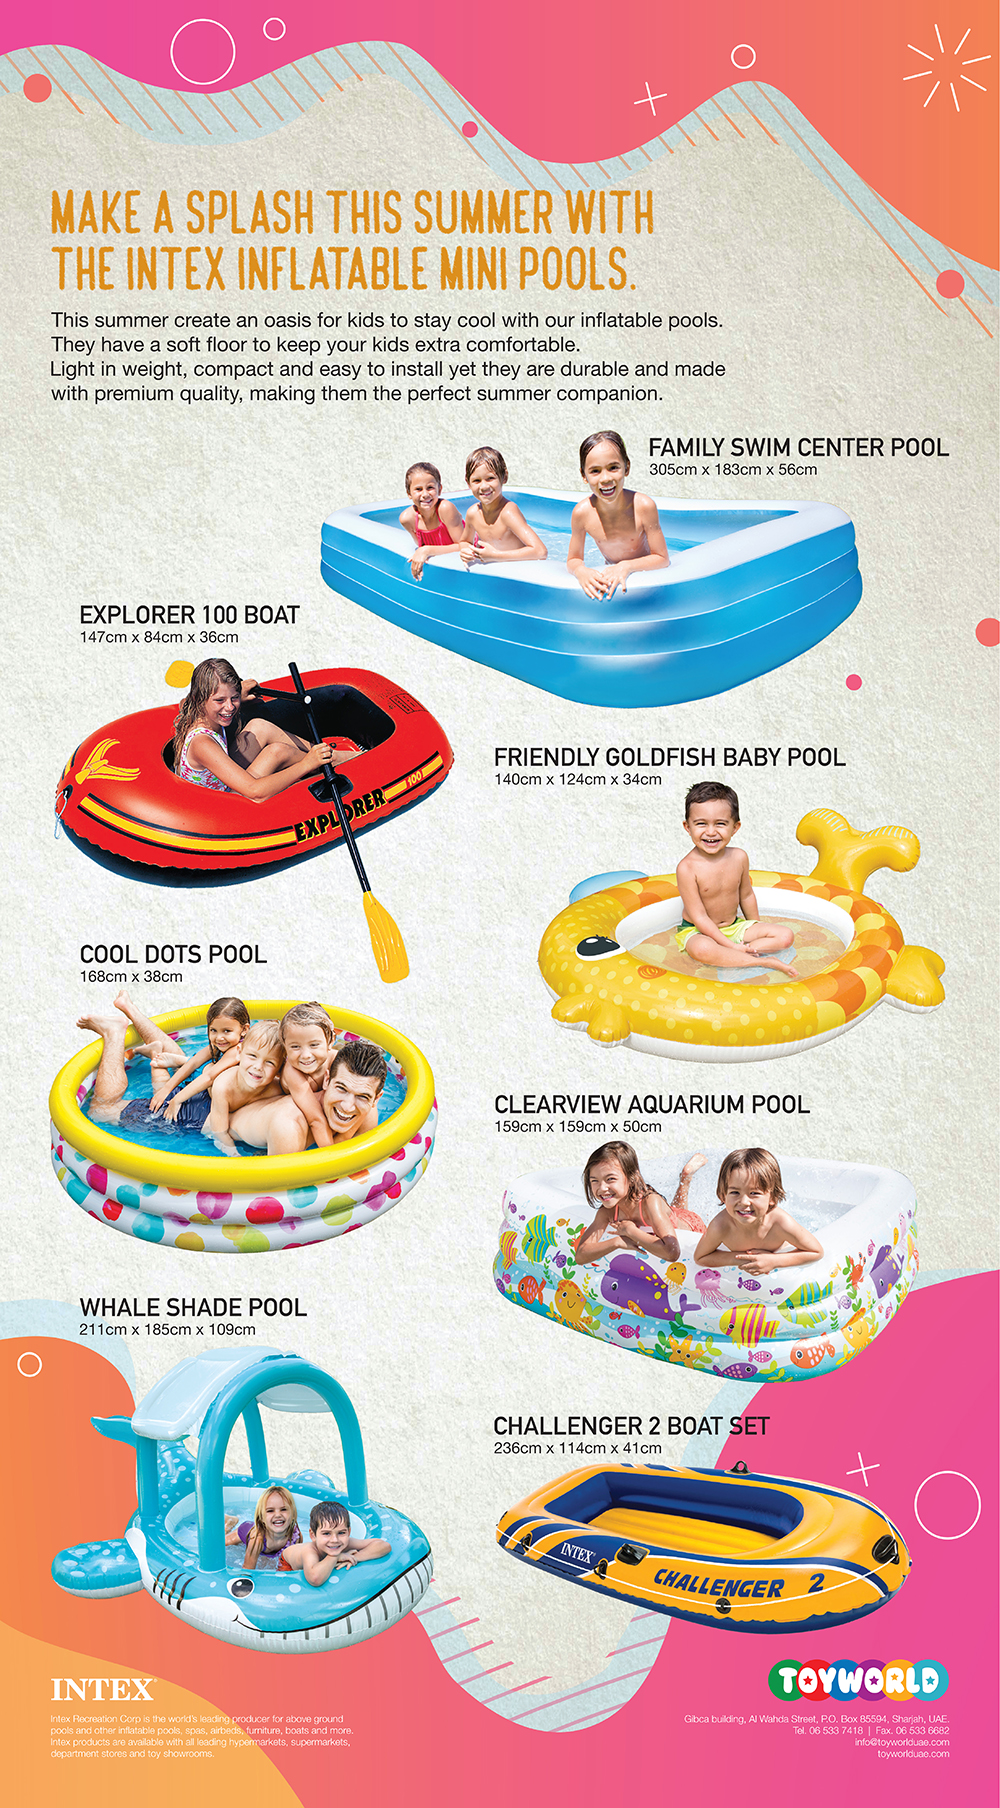 MAKE A SPLASH THIS SUMMER WITH
THE INTEX INFLATABLE MINI POOLS.
This summer create an oasis for kids to stay cool with our inflatable pools.
They have a soft floor to keep your kids extra comfortable.
Light in weight, compact and easy to install yet they are durable and made
with premium quality, making them the perfect summer companion.
FAMILY SWIM CENTER POOL
305cm x 183cm x 56cm
EXPLORER 100 BOAT
147cm x 84cm x 36cm
EXPLORER 100
FRIENDLY GOLDFISH BABY POOL
140cm x 124cm x 34cm
COOL DOTS POOL
168cm x 38cm
CLEARVIEW AQUARIUM POOL
159cm x 159cm x 50cm
WHALE SHADE POOL
211cm x 185cm x 109cm
CHALLENGER 2 BOAT SET
236cm x 114cm x 41cm
INTEX
CHALLENGER 2
INTEX
Intex Recreation Corp is the world's leading producer for above ground
pools and other inflatable pools, spas, airbeds, furniture, boats and more.
Intex products are available with all leading hypermarkets, supermarkets,
department stores and toy showrooms.
TOYWORLD
Gibca building, Al Wahda Street, P.O. Box 85594, Sharjah, UAE.
Tel. 06 533 7418 | Fax. 06 533 6682
info@toyworlduae.com
toyworlduae.com